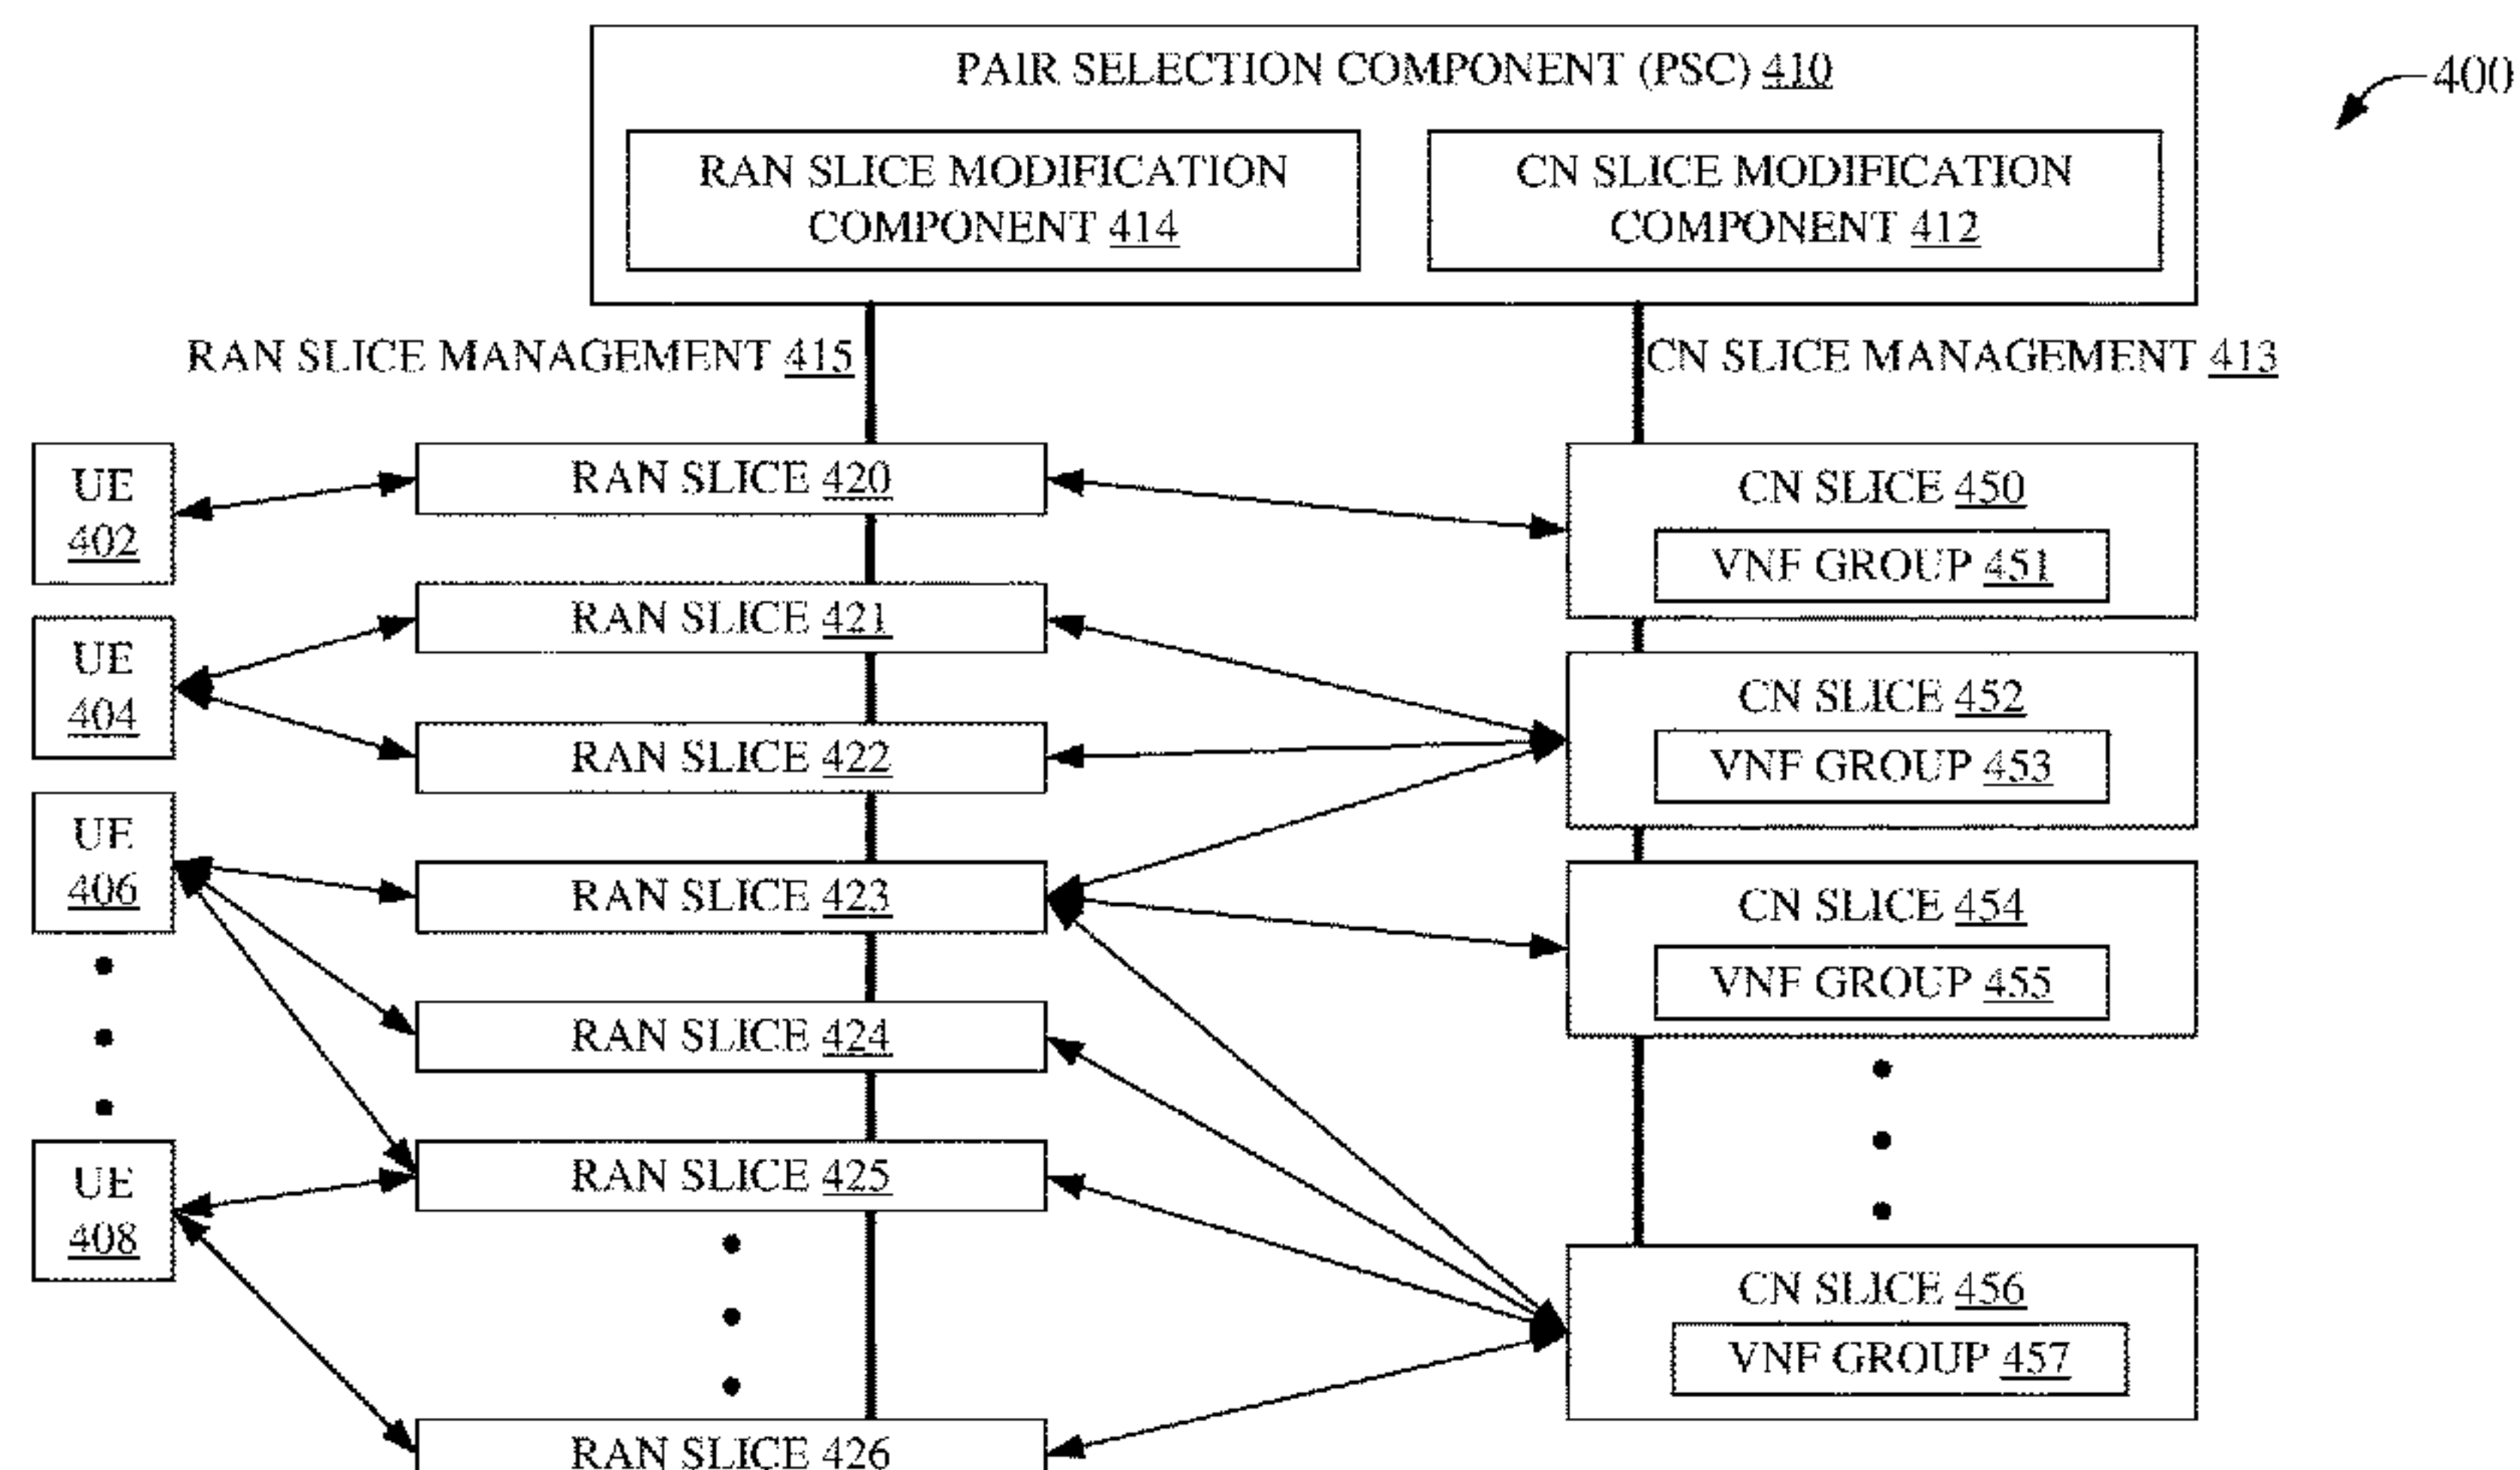 PAIR SELECTION COMPONENT (PSC) 410
400
RAN SLICE MODIFICATION
COMPONENT 414
CN SLICE MODIFICATION
COMPONENT 412
RAN SLICE MANAGEMENT 415
CN SLICE MANAGEMENT 413
UE
402
RAN SLICE 420
CN SLICE 450
VNF GROUP 451
UE
404
RAN SLICE 421
RAN SLICE 422
CN SLICE 452
VNF GROUP 453
UE
406
RAN SLICE 423
CN SLICE 454
VNF GROUP 455
RAN SLICE 424
UE
408
RAN SLICE 425
CN SLICE 456
VNF GROUP 457
RAN SLICE 426